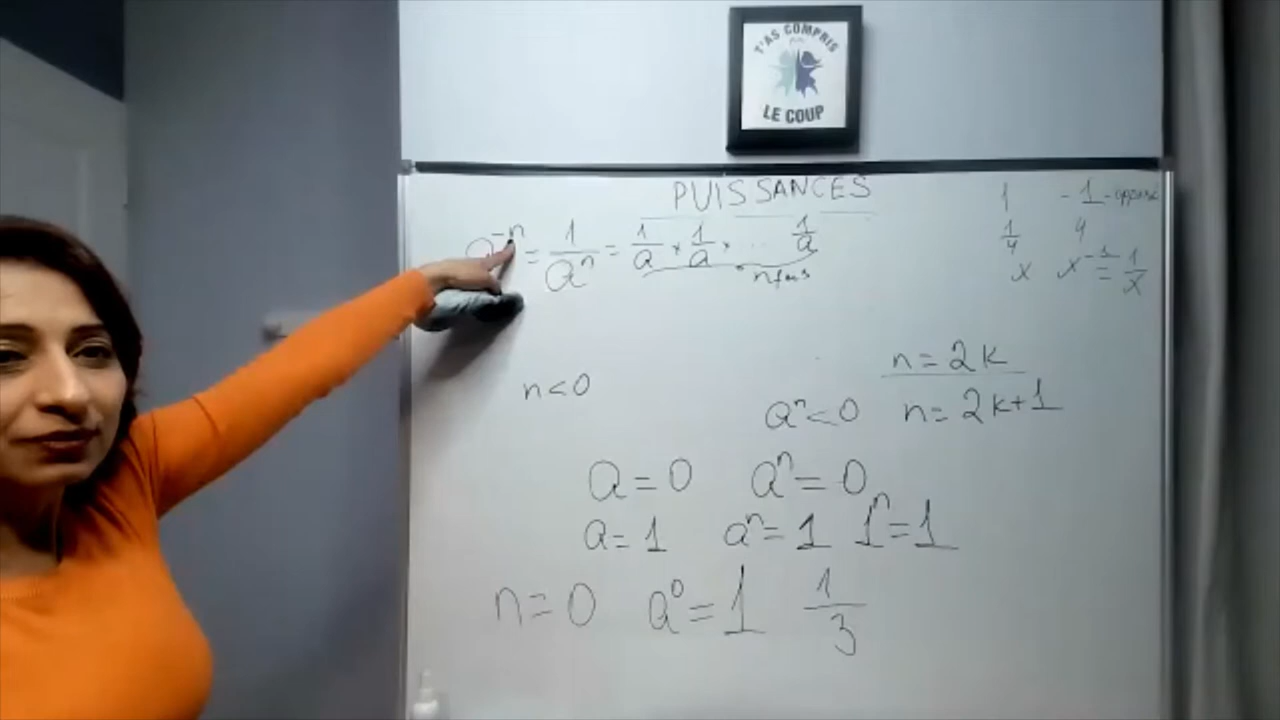 T'AS COMPRIS
LE COUP
PUISSANCES
a⁻ⁿ = 1/aⁿ = 1/a × 1/a × ... 1/a
n fois
1 -1 - opposé
1/4 4
x x⁻¹ = 1/x
n<0
n=2k
aⁿ<0 n=2k+1
a=0 aⁿ=0
a=1 aⁿ=1 1ⁿ=1
n=0 a⁰=1 1/3